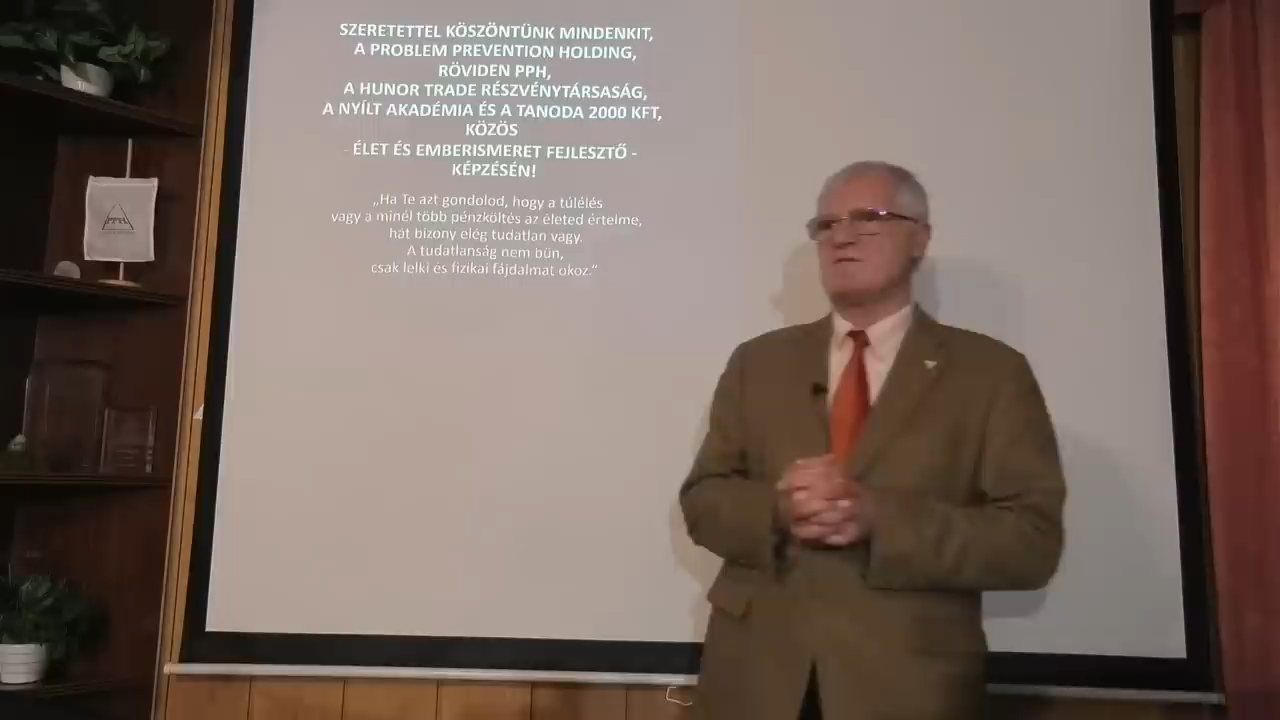 SZERETETTEL KÖSZÖNTÜNK MINDENKIT,
A PROBLEM PREVENTION HOLDING,
RÖVIDEN PPH,
A HUNOR TRADE RÉSZVÉNYTÁRSASÁG,
A NYÍLT AKADÉMIA ÉS A TANODA 2000 KFT,
KÖZÖS
- ÉLET ÉS EMBERISMERET FEJLESZTŐ -
KÉPZÉSÉN!
„Ha Te azt gondolod, hogy a túlélés
vagy a minél több pénzköltés az életed értelme,
hát bizony elég tudatlan vagy.
A tudatlanság nem bűn,
csak lelki és fizikai fájdalmat okoz.”
PPH